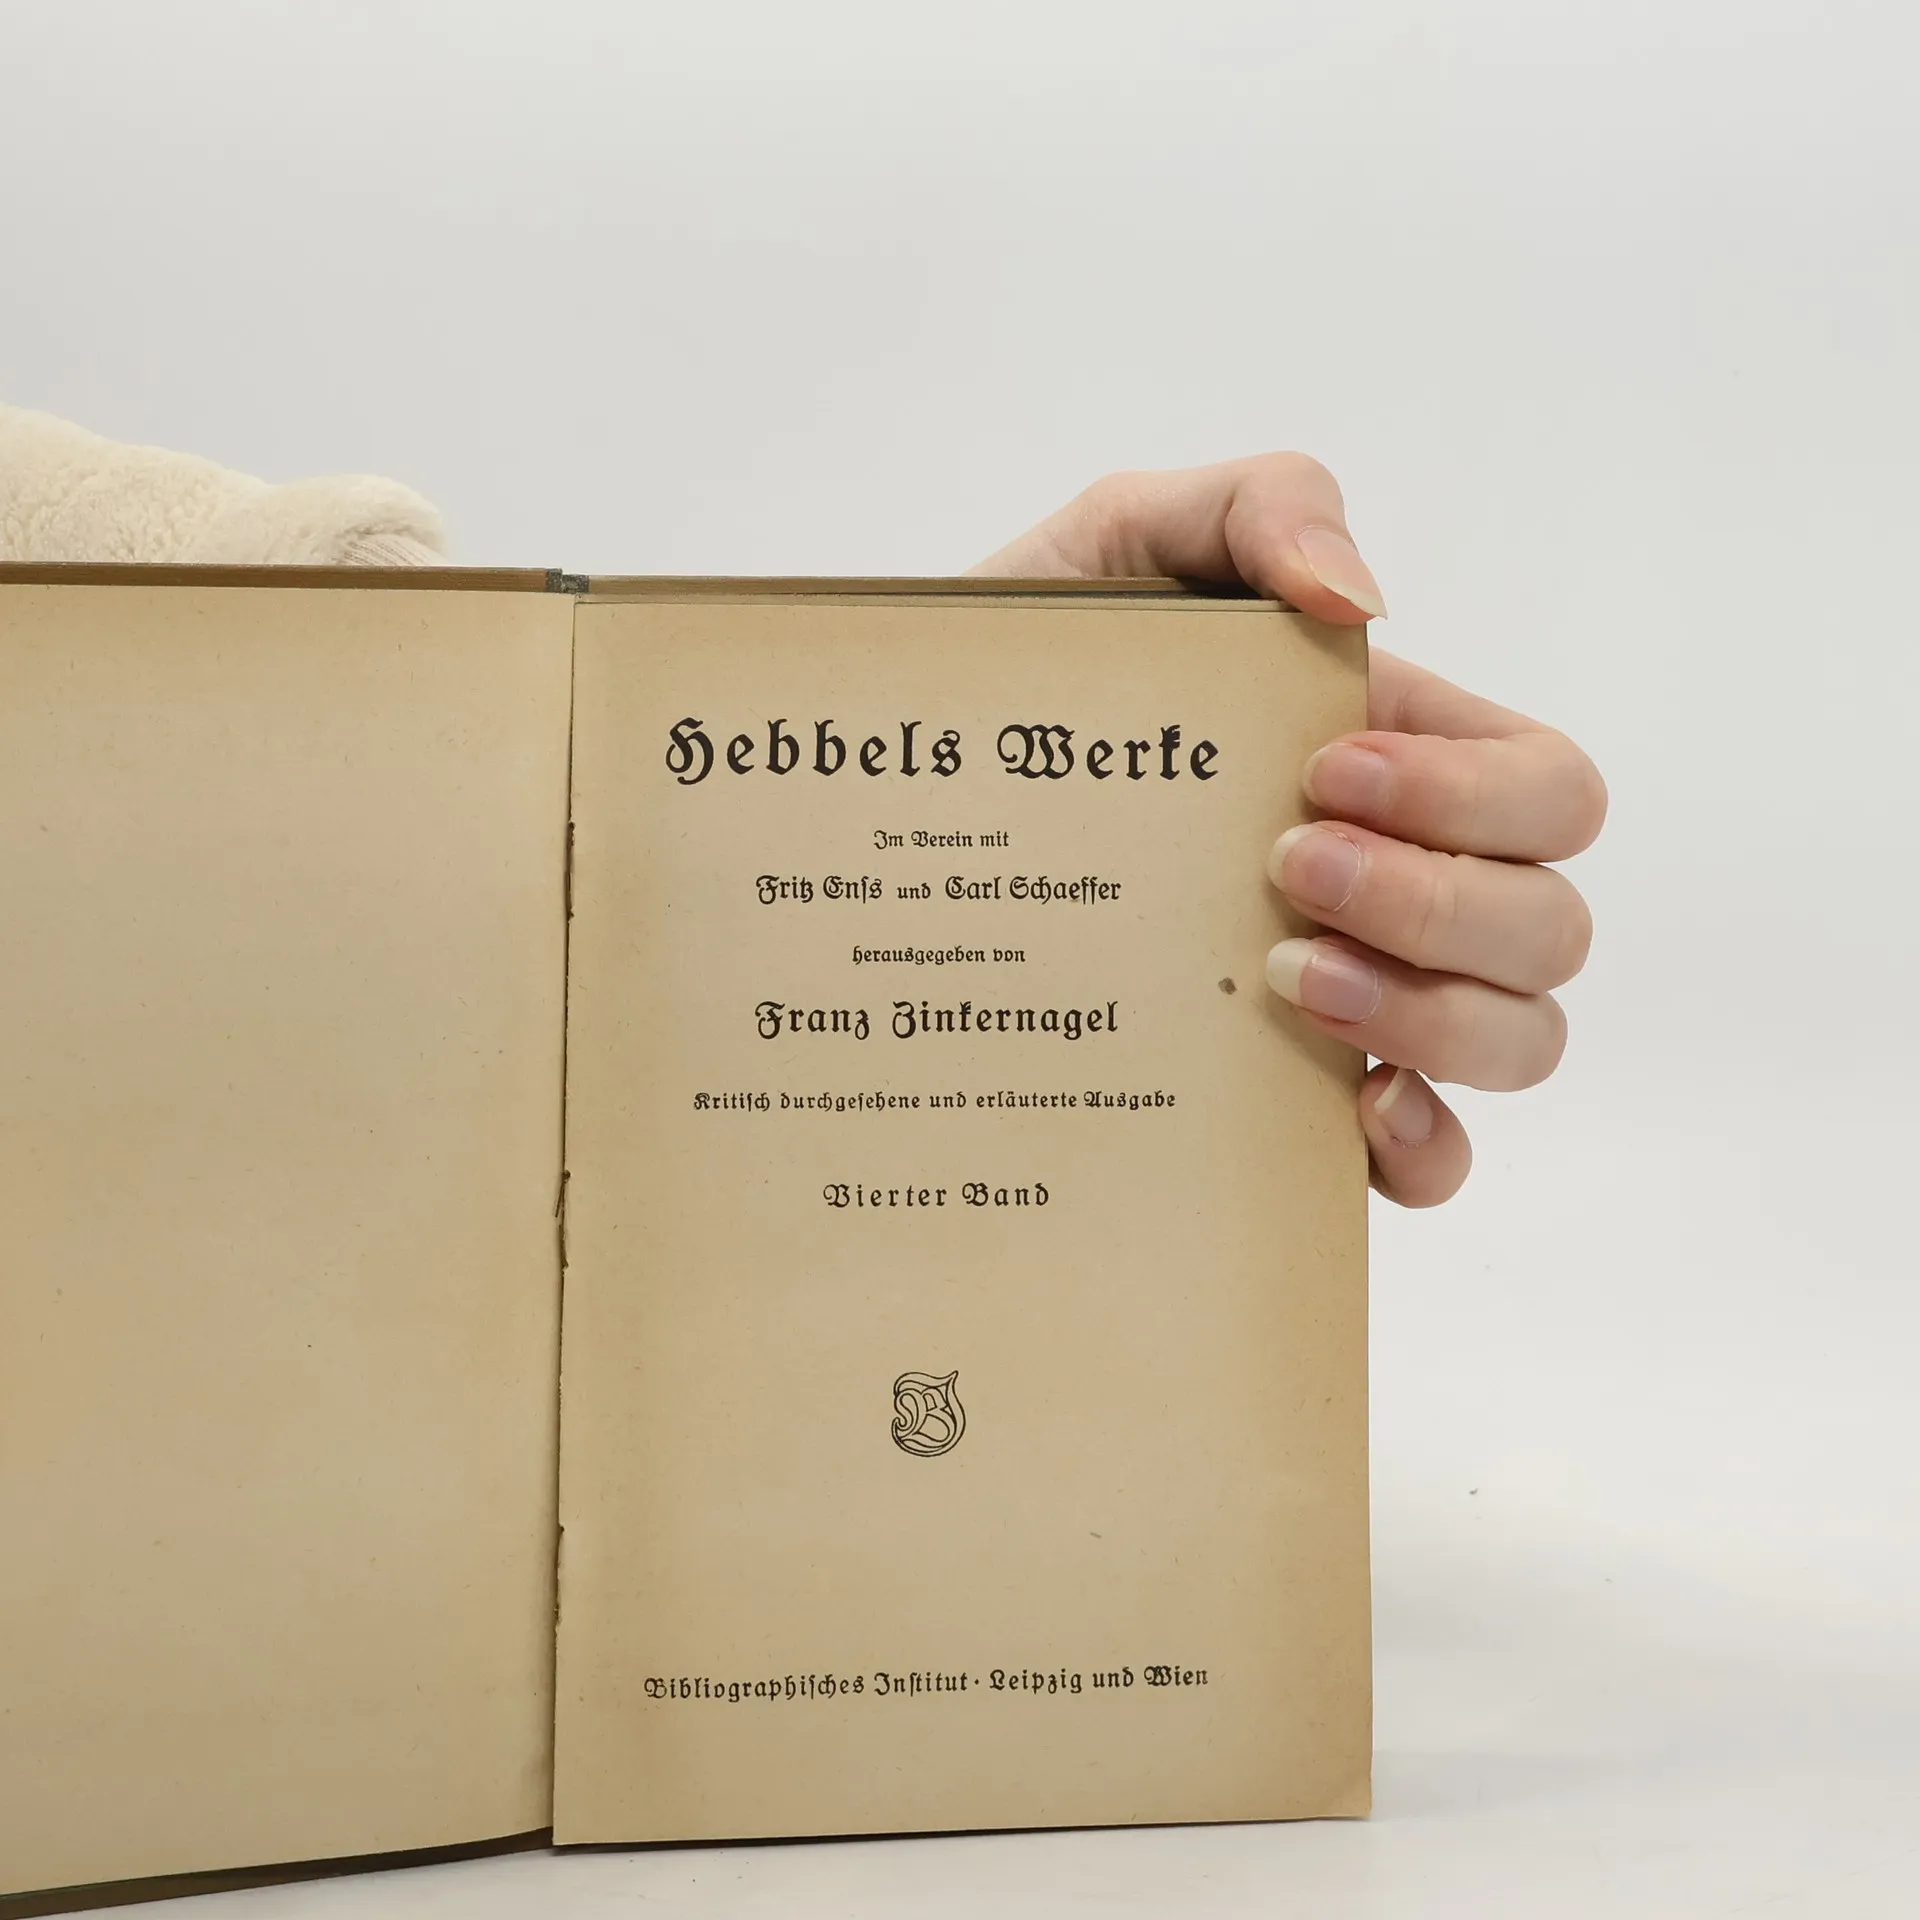 Hebbels Werke
Im Verein mit
Fritz Enſs und Carl Schaeffer
herausgegeben von
Franz Zinkernagel
Kritiſch durchgeſehene und erläuterte Ausgabe
Vierter Band
BI
Bibliographiſches Inſtitut · Leipzig und Wien